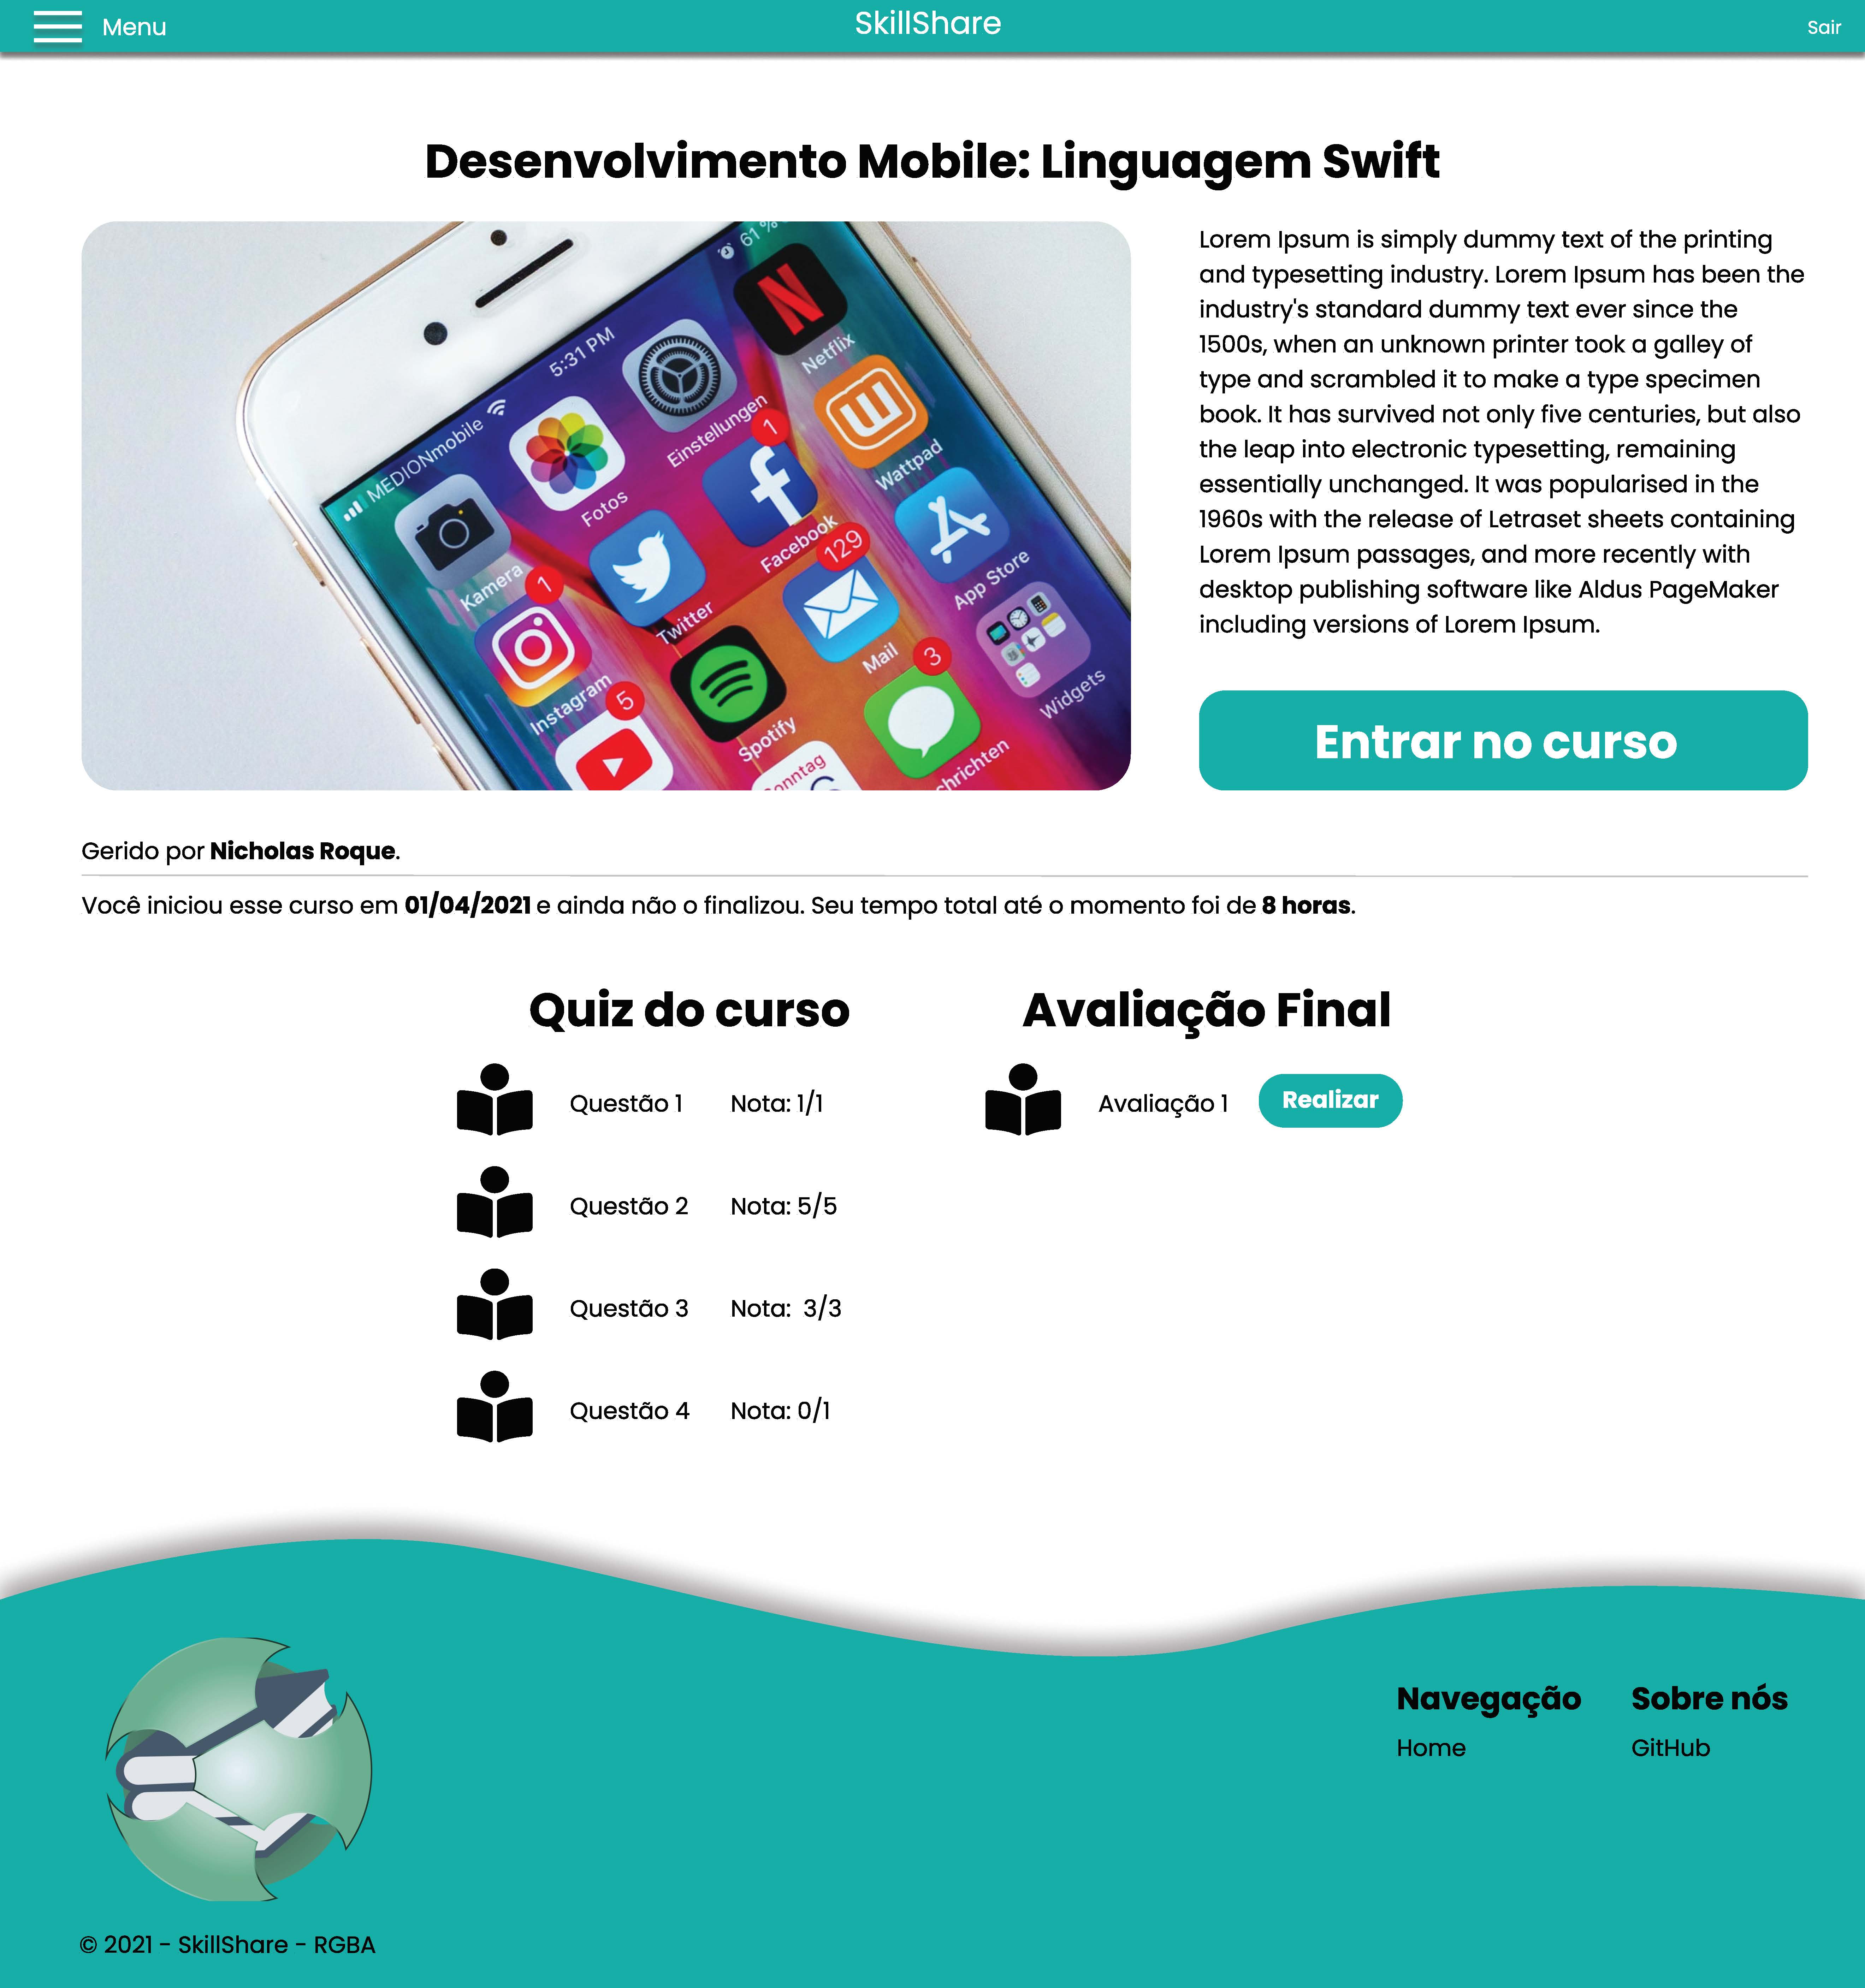 Menu
SkillShare
Sair
Desenvolvimento Mobile: Linguagem Swift
61 %
5:31 PM
MEDIONmobile
Netflix
Einstellungen
1
Wattpad
Fotos
Facebook
129
App Store
Kamera
1
Twitter
Mail
3
Widgets
Instagram
5
Spotify
onntag
chrichten
Lorem Ipsum is simply dummy text of the printing
and typesetting industry. Lorem Ipsum has been the
industry's standard dummy text ever since the
1500s, when an unknown printer took a galley of
type and scrambled it to make a type specimen
book. It has survived not only five centuries, but also
the leap into electronic typesetting, remaining
essentially unchanged. It was popularised in the
1960s with the release of Letraset sheets containing
Lorem Ipsum passages, and more recently with
desktop publishing software like Aldus PageMaker
including versions of Lorem Ipsum.
Entrar no curso
Gerido por Nicholas Roque.
Você iniciou esse curso em 01/04/2021 e ainda não o finalizou. Seu tempo total até o momento foi de 8 horas.
Quiz do curso
Questão 1 Nota: 1/1
Questão 2 Nota: 5/5
Questão 3 Nota: 3/3
Questão 4 Nota: 0/1
Avaliação Final
Avaliação 1 Realizar
Navegação
Home
Sobre nós
GitHub
© 2021 - SkillShare - RGBA